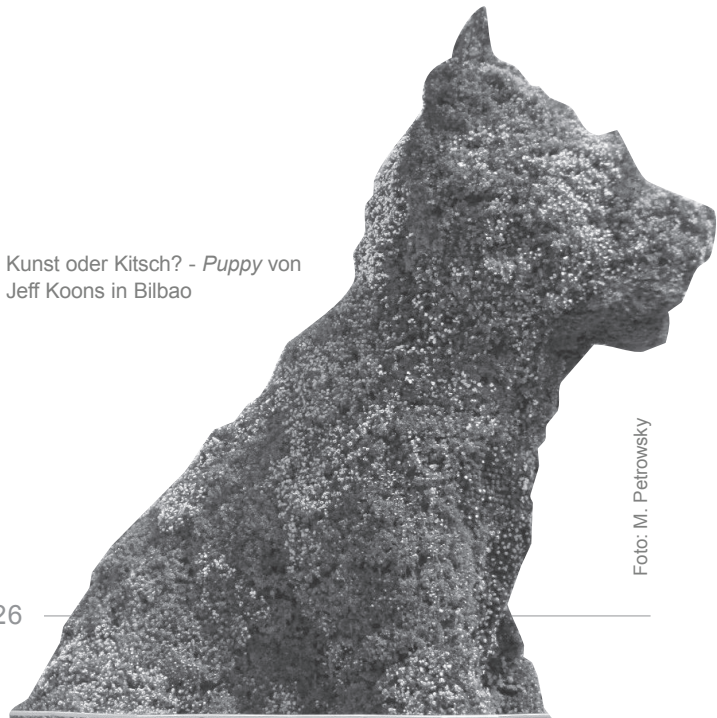 Kunst oder Kitsch? - Puppy von
Jeff Koons in Bilbao
Foto: M. Petrowsky
26